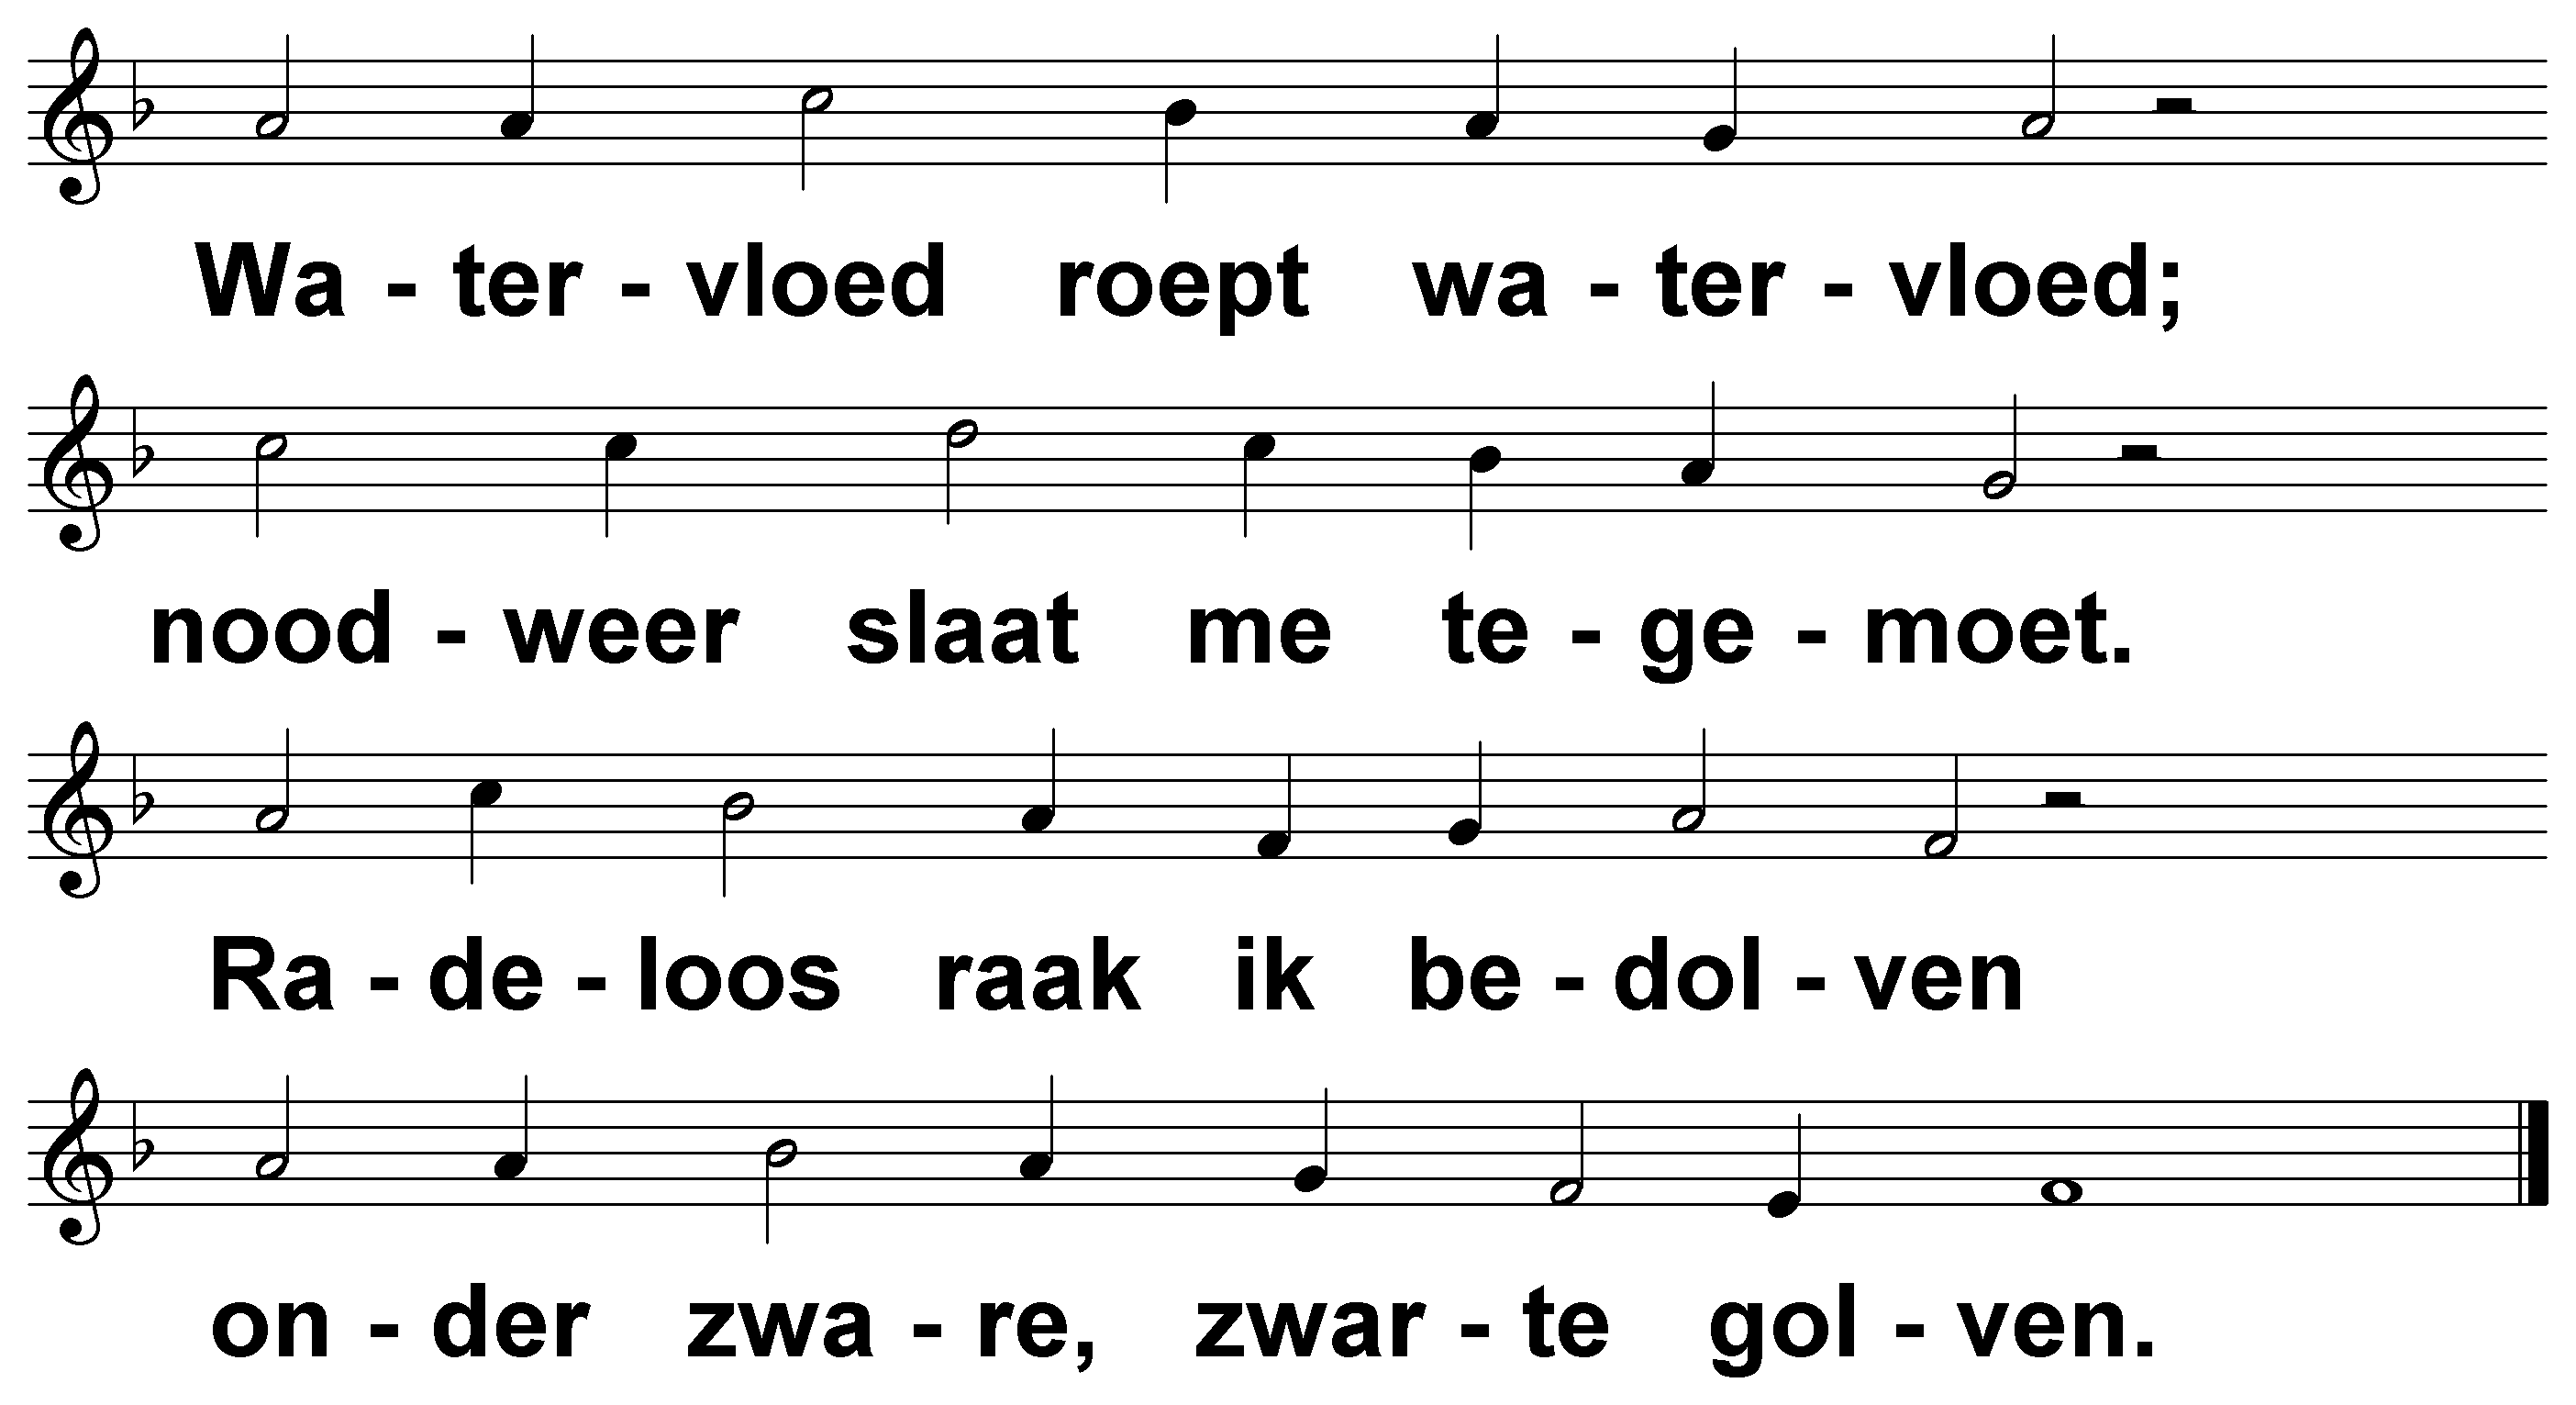 Wa - ter - vloed roept wa - ter - vloed;
nood - weer slaat me te - ge - moet.
Ra - de - loos raak ik be - dol - ven
on - der zwa - re, zwar - te gol - ven.